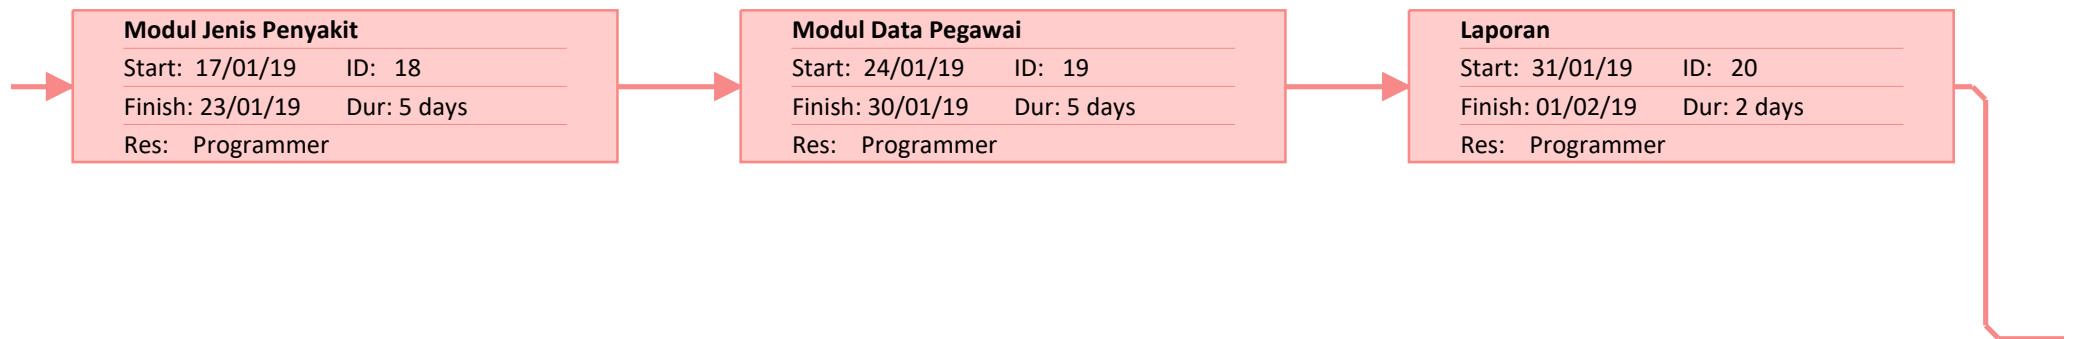 Modul Jenis Penyakit
Start: 17/01/19 ID: 18
Finish: 23/01/19 Dur: 5 days
Res: Programmer
Modul Data Pegawai
Start: 24/01/19 ID: 19
Finish: 30/01/19 Dur: 5 days
Res: Programmer
Laporan
Start: 31/01/19 ID: 20
Finish: 01/02/19 Dur: 2 days
Res: Programmer